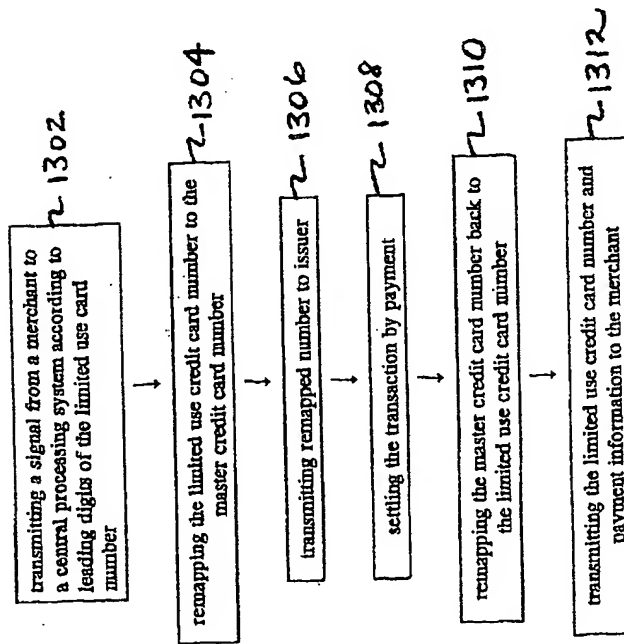 transmitting a signal from a merchant to
a central processing system according to
leading digits of the limited use card
number
1302
remapping the limited use credit card number to the
master credit card number
1304
transmitting remapped number to issuer
1306
settling the transaction by payment
1308
remapping the master credit card number back to
the limited use credit card number
1310
transmitting the limited use credit card number and
payment information to the merchant
1312